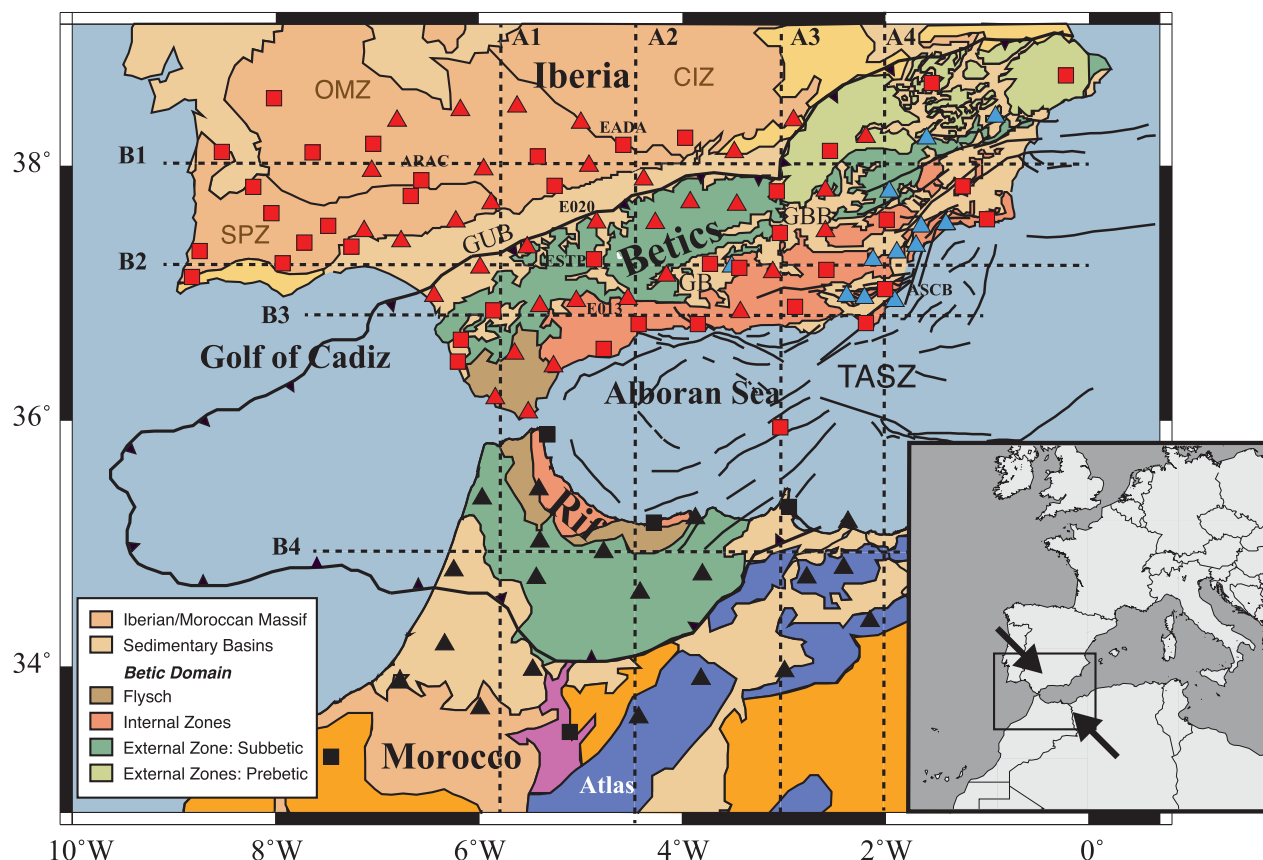 A1
A2
A3
A4
Iberia
CIZ
OMZ
EADA
B1
38°
ARAC
E020
GBB
SPZ
GUB
Betics
B2
ESTP
GB
ASCB
B3
E013
Golf of Cadiz
TASZ
Alboran Sea
36°
Rif
B4
Iberian/Moroccan Massif
Sedimentary Basins
Betic Domain
Flysch
Internal Zones
External Zone: Subbetic
External Zones: Prebetic
34°
Morocco
Atlas
10°W
8°W
6°W
4°W
2°W
0°